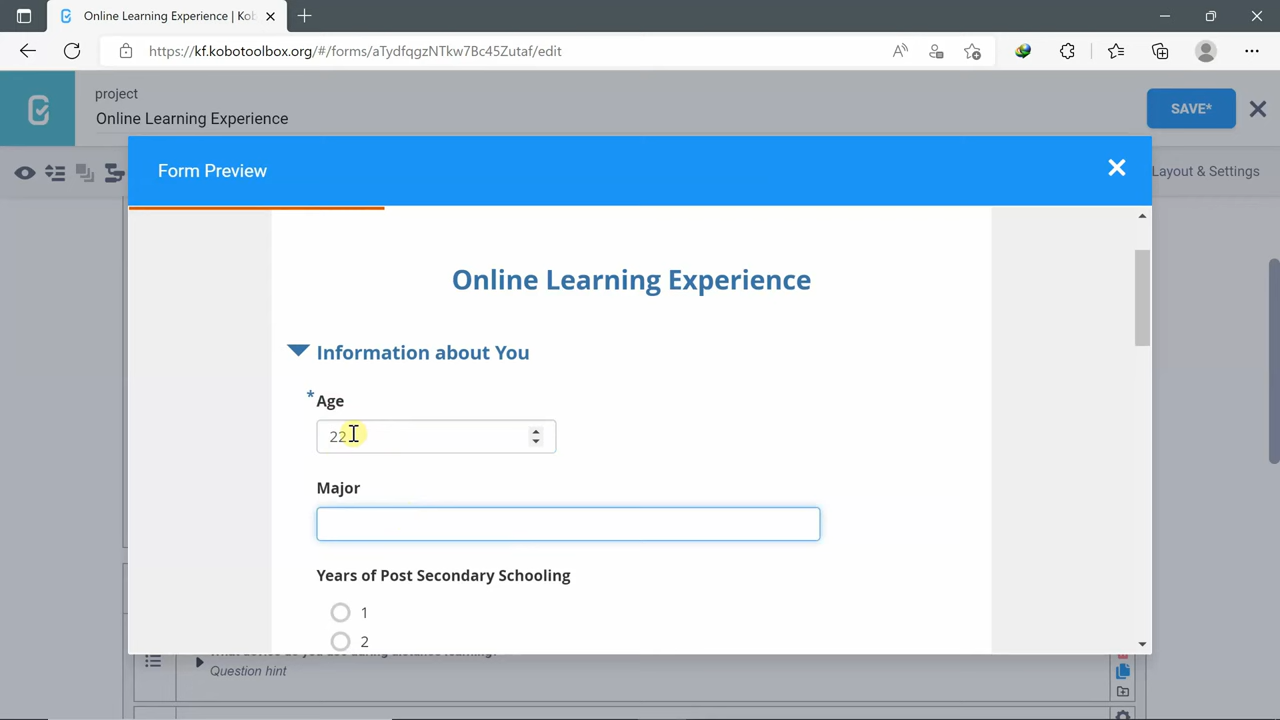 Online Learning Experience | Kob
https://kf.kobotoolbox.org/#/forms/aTydfqgzNTkw7Bc45Zutaf/edit
project
Online Learning Experience
SAVE*
Form Preview
Layout & Settings
Online Learning Experience
Information about You
* Age
22
Major
Years of Post Secondary Schooling
1
2
Question hint